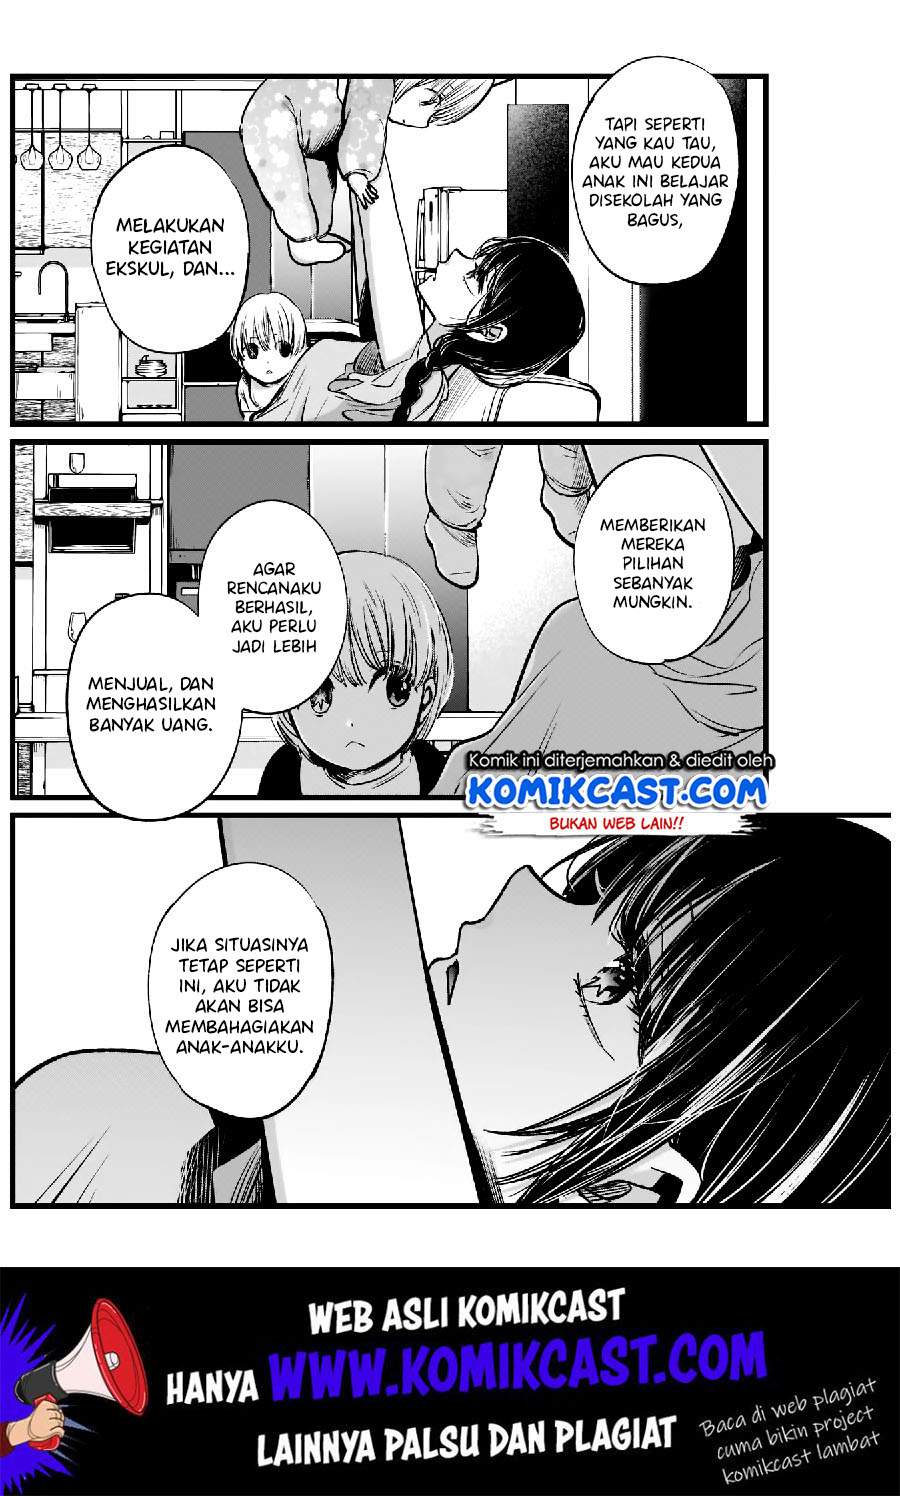 TAPI SEPERTI
YANG KAU TAU,
AKU MAU KEDUA
ANAK INI BELAJAR
DISEKOLAH YANG
BAGUS,
MELAKUKAN
KEGIATAN
EKSKUL, DAN...
MEMBERIKAN
MEREKA
PILIHAN
SEBANYAK
MUNGKIN.
AGAR
RENCANAKU
BERHASIL,
AKU PERLU
JADI LEBIH
MENJUAL, DAN
MENGHASILKAN
BANYAK UANG.
Komik ini diterjemahkan & diedit oleh
KOMIKCAST.COM
BUKAN WEB LAIN!!
JIKA SITUASINYA
TETAP SEPERTI
INI, AKU TIDAK
AKAN BISA
MEMBAHAGIAKAN
ANAK-ANAKKU.
WEB ASLI KOMIKCAST
HANYA WWW.KOMIKCAST.COM
LAINNYA PALSU DAN PLAGIAT
Baca di web plagiat
cuma bikin project
komikcast lambat